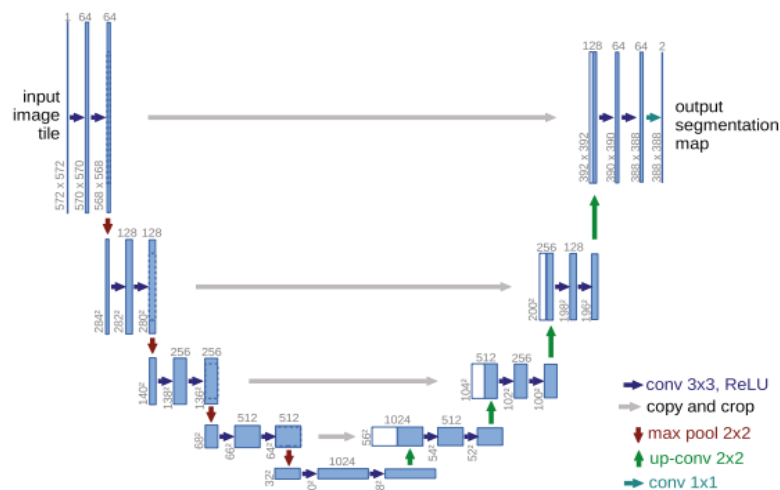 1
64
64
input
image
tile
572 x 572
570 x 570
568 x 568
128
64
64
2
392 x 392
390 x 390
388 x 388
388 x 388
output
segmentation
map
128
128
284²
282²
280²
256
128
200²
198²
196²
256
256
140²
138²
136²
512
256
104²
102²
100²
512
512
68²
66²
64²
1024
512
56²
54²
52²
1024
32²
0²
8²
conv 3x3, ReLU
copy and crop
max pool 2x2
up-conv 2x2
conv 1x1